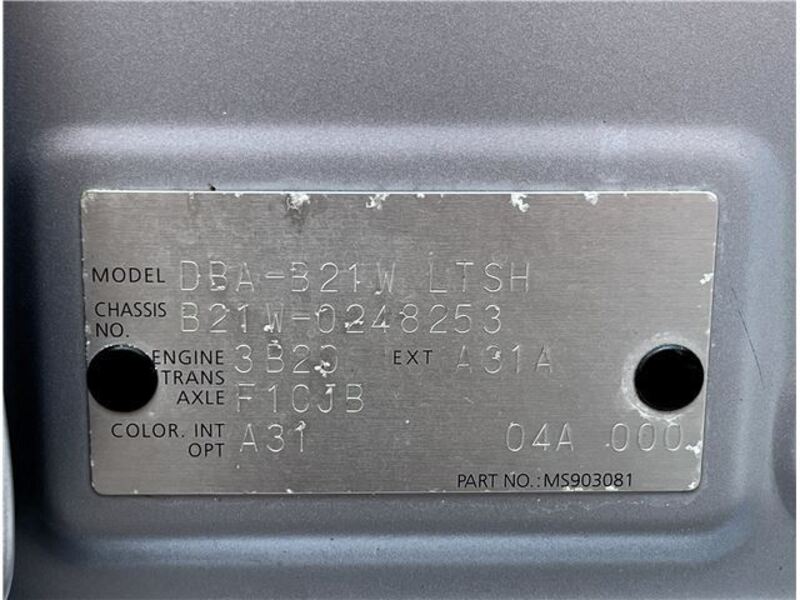 MODEL DBA-B21W LTSH
CHASSIS NO. B21W-0248253
ENGINE 3B20 EXT A31A
TRANS AXLE F1CJB
COLOR. INT OPT A31 04A 000
PART NO.: MS903081